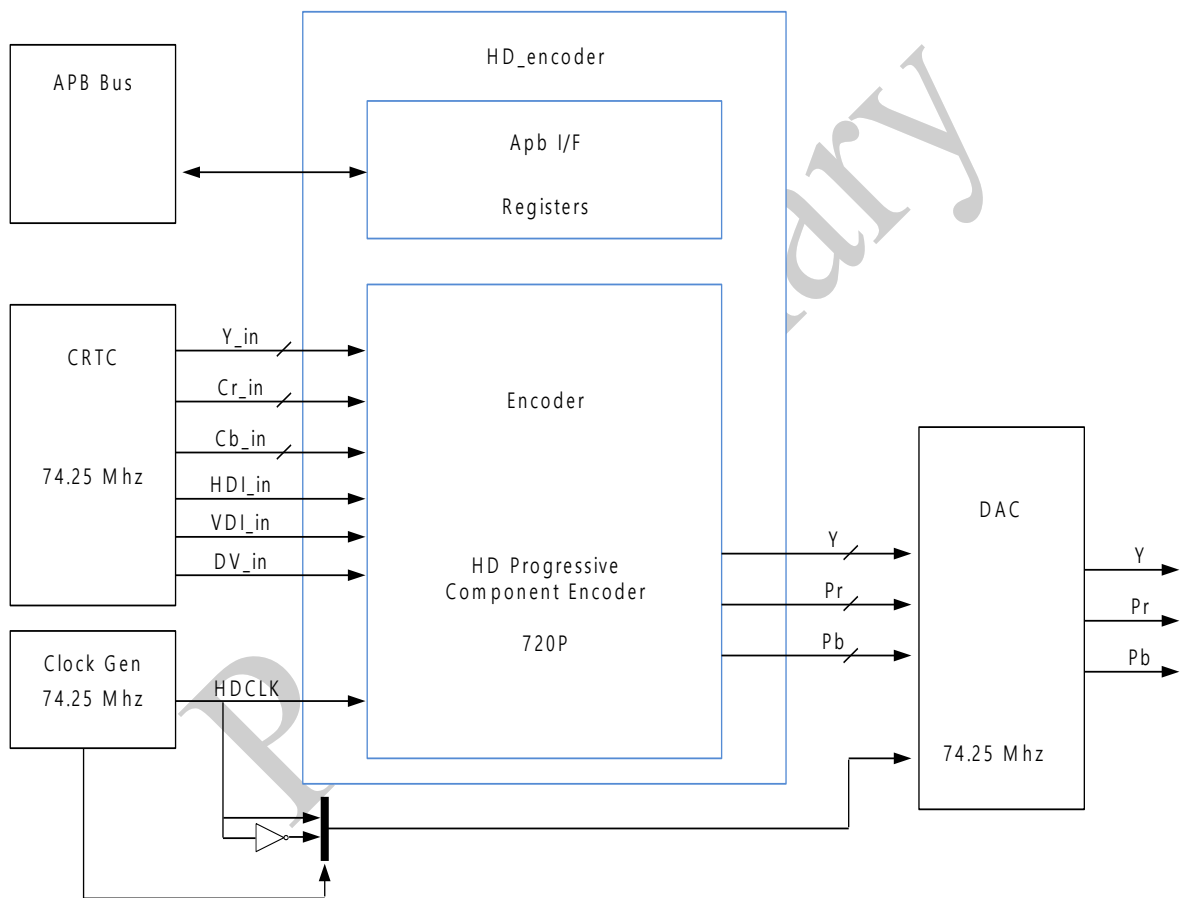 HD_encoder
APB Bus
Apb I/F
Registers
CRTC
74.25 Mhz
Y_in
Cr_in
Cb_in
HDI_in
VDI_in
DV_in
Encoder
HD Progressive
Component Encoder
720P
Y
Pr
Pb
DAC
74.25 Mhz
Y
Pr
Pb
Clock Gen
74.25 Mhz
HDCLK